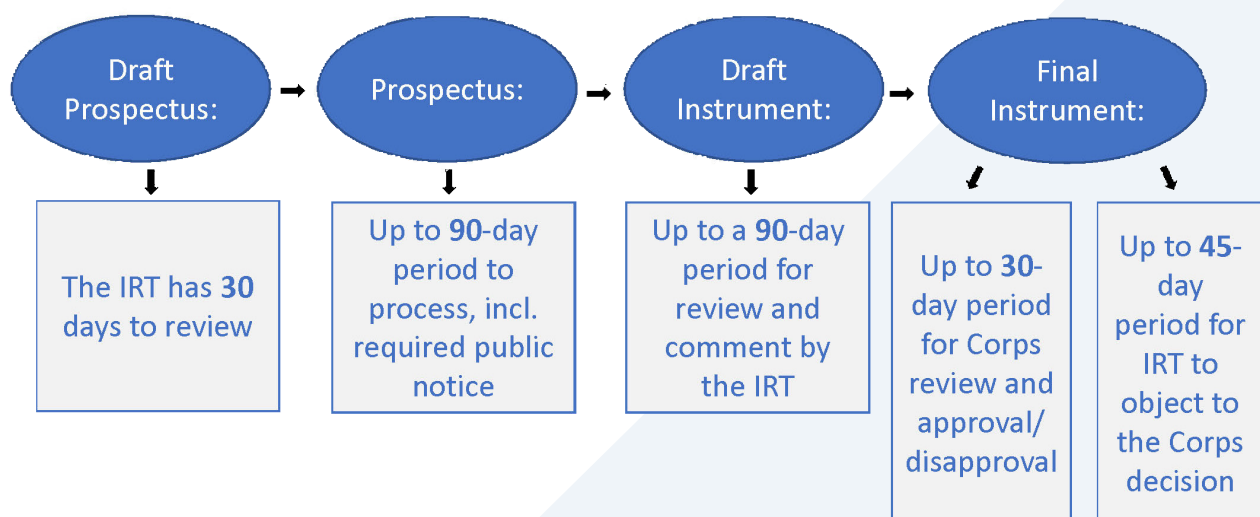 Draft
Prospectus:
Prospectus:
Draft
Instrument:
Final
Instrument:
The IRT has 30
days to review
Up to 90-day
period to
process, incl.
required public
notice
Up to a 90-day
period for
review and
comment by
the IRT
Up to 30-
day period
for Corps
review and
approval/
disapproval
Up to 45-
day
period for
IRT to
object to
the Corps
decision